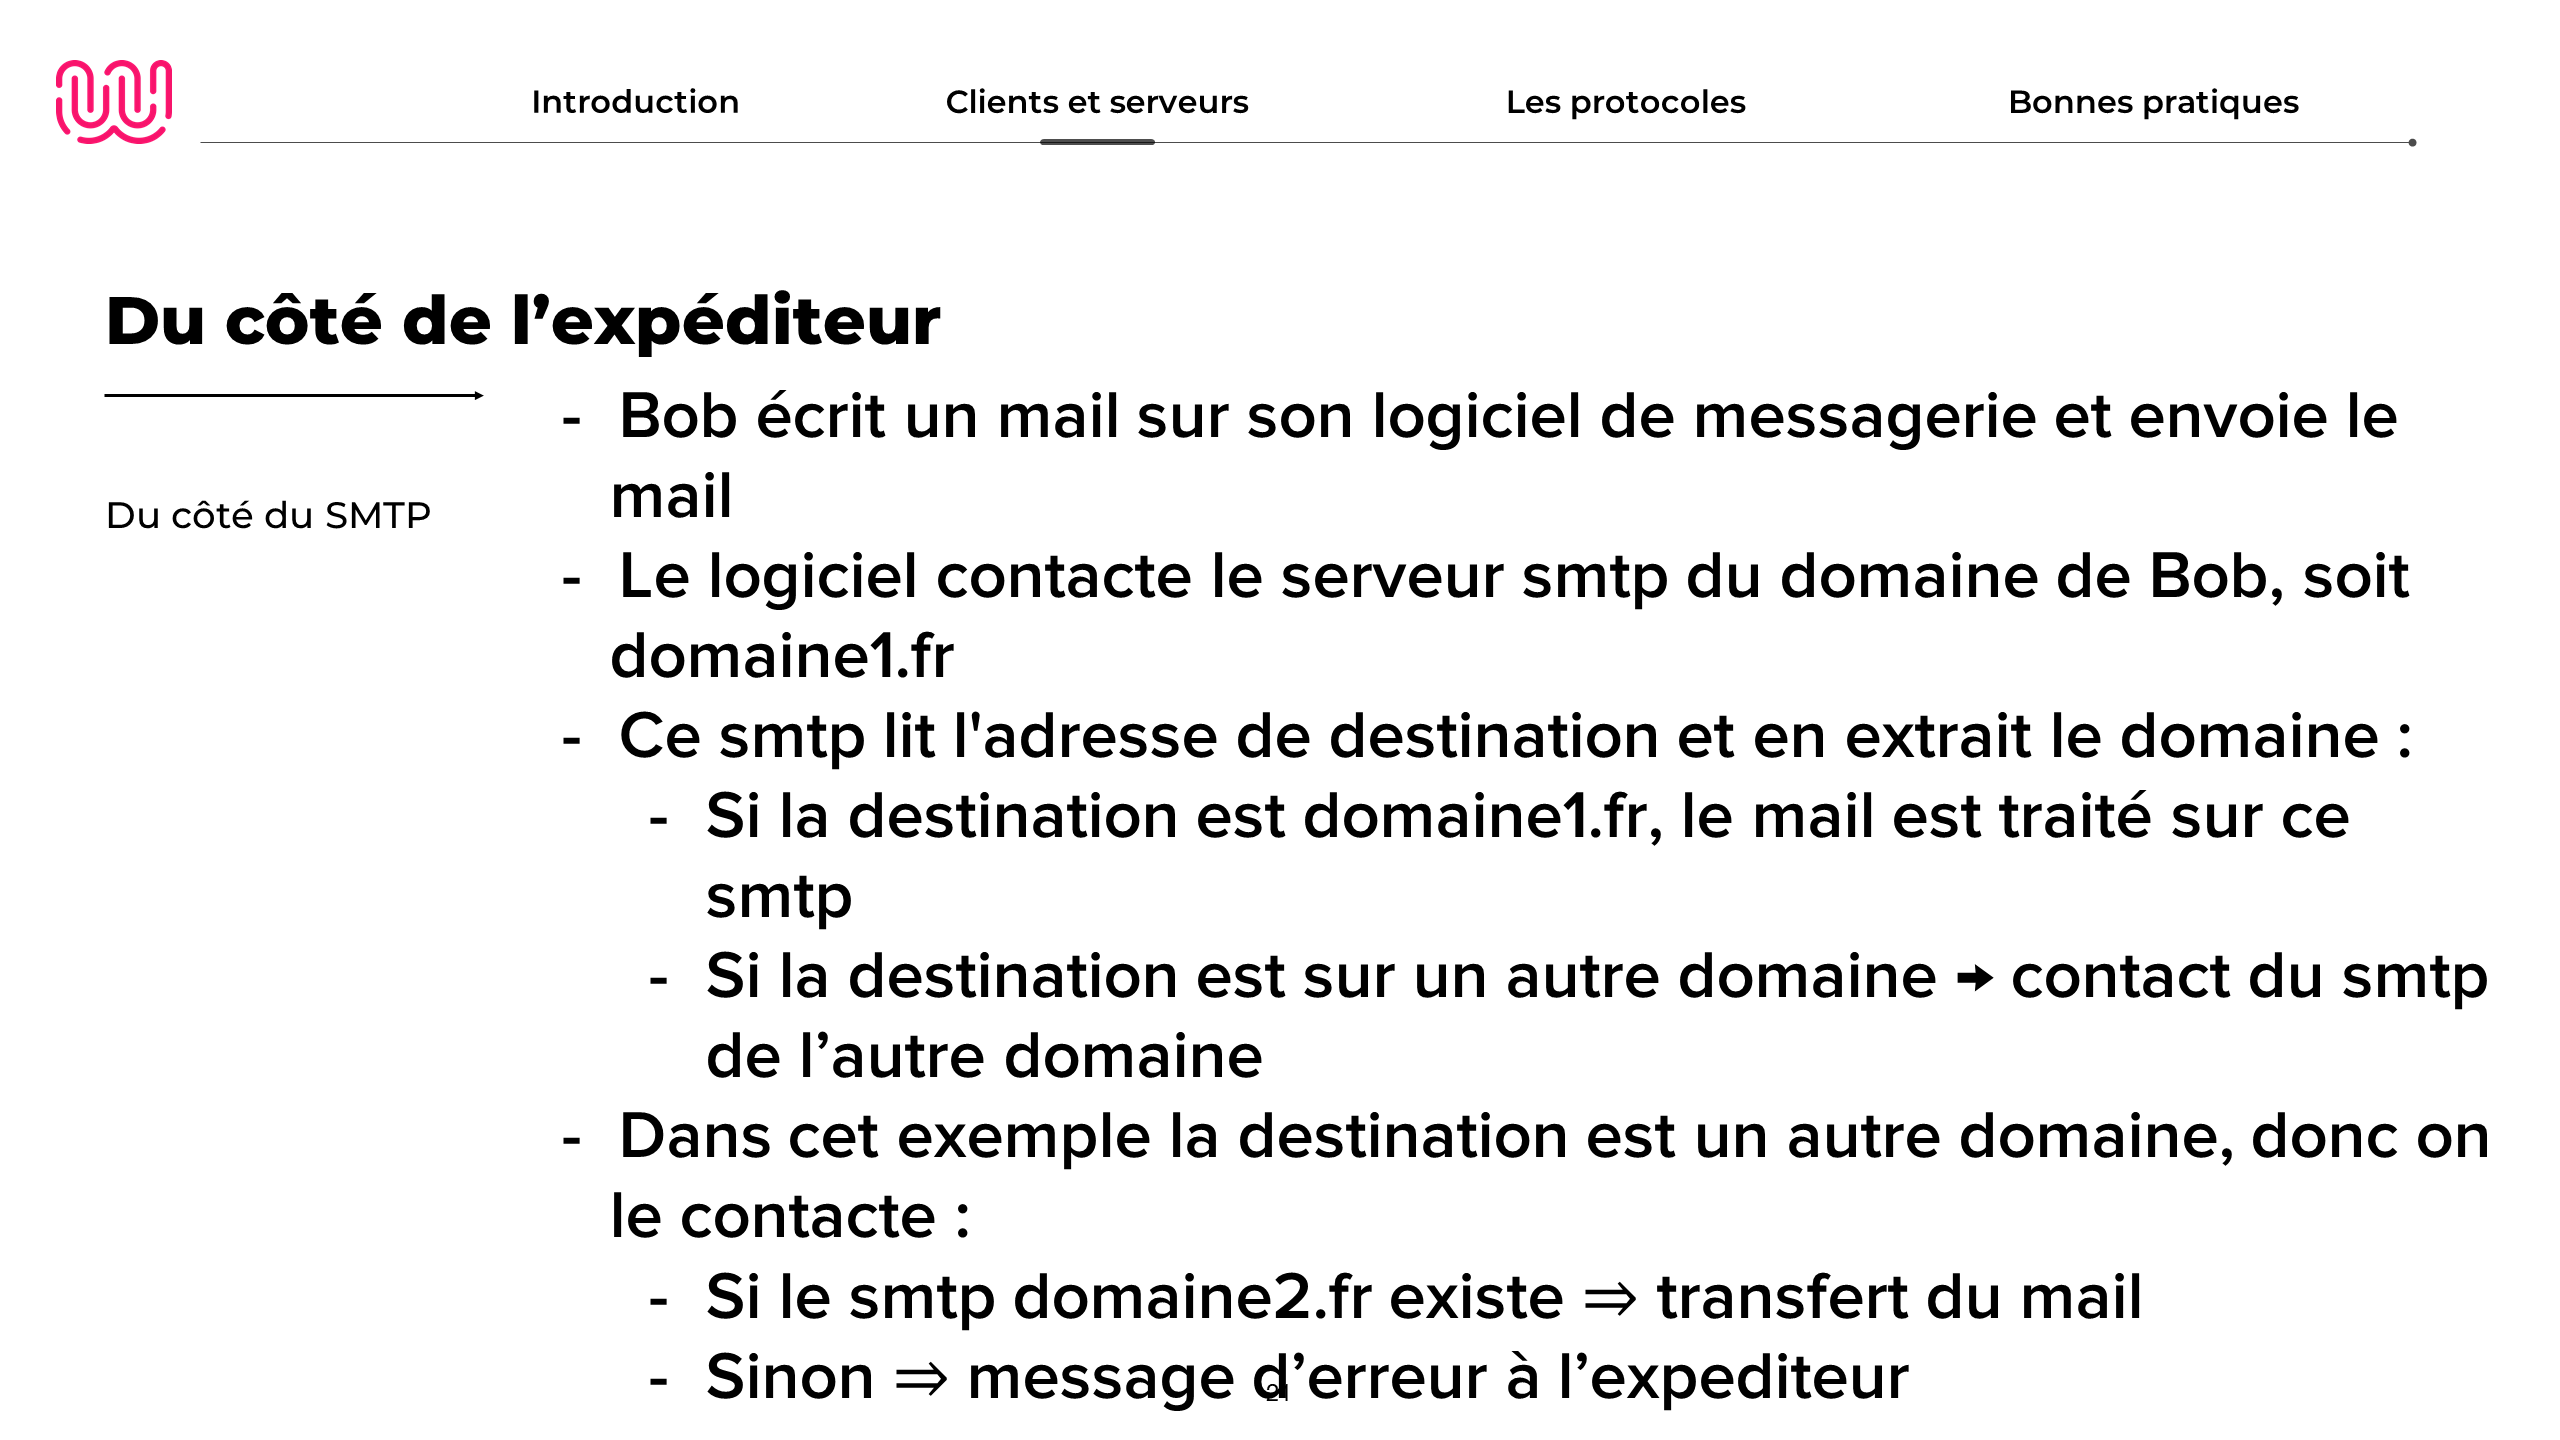 Introduction
Clients et serveurs
Les protocoles
Bonnes pratiques
Du côté de l’expéditeur
Du côté du SMTP
- Bob écrit un mail sur son logiciel de messagerie et envoie le
mail
- Le logiciel contacte le serveur smtp du domaine de Bob, soit
domaine1.fr
- Ce smtp lit l'adresse de destination et en extrait le domaine :
- Si la destination est domaine1.fr, le mail est traité sur ce
smtp
- Si la destination est sur un autre domaine → contact du smtp
de l’autre domaine
- Dans cet exemple la destination est un autre domaine, donc on
le contacte :
- Si le smtp domaine2.fr existe ⇒ transfert du mail
- Sinon ⇒ message d’erreur à l’expediteur
21